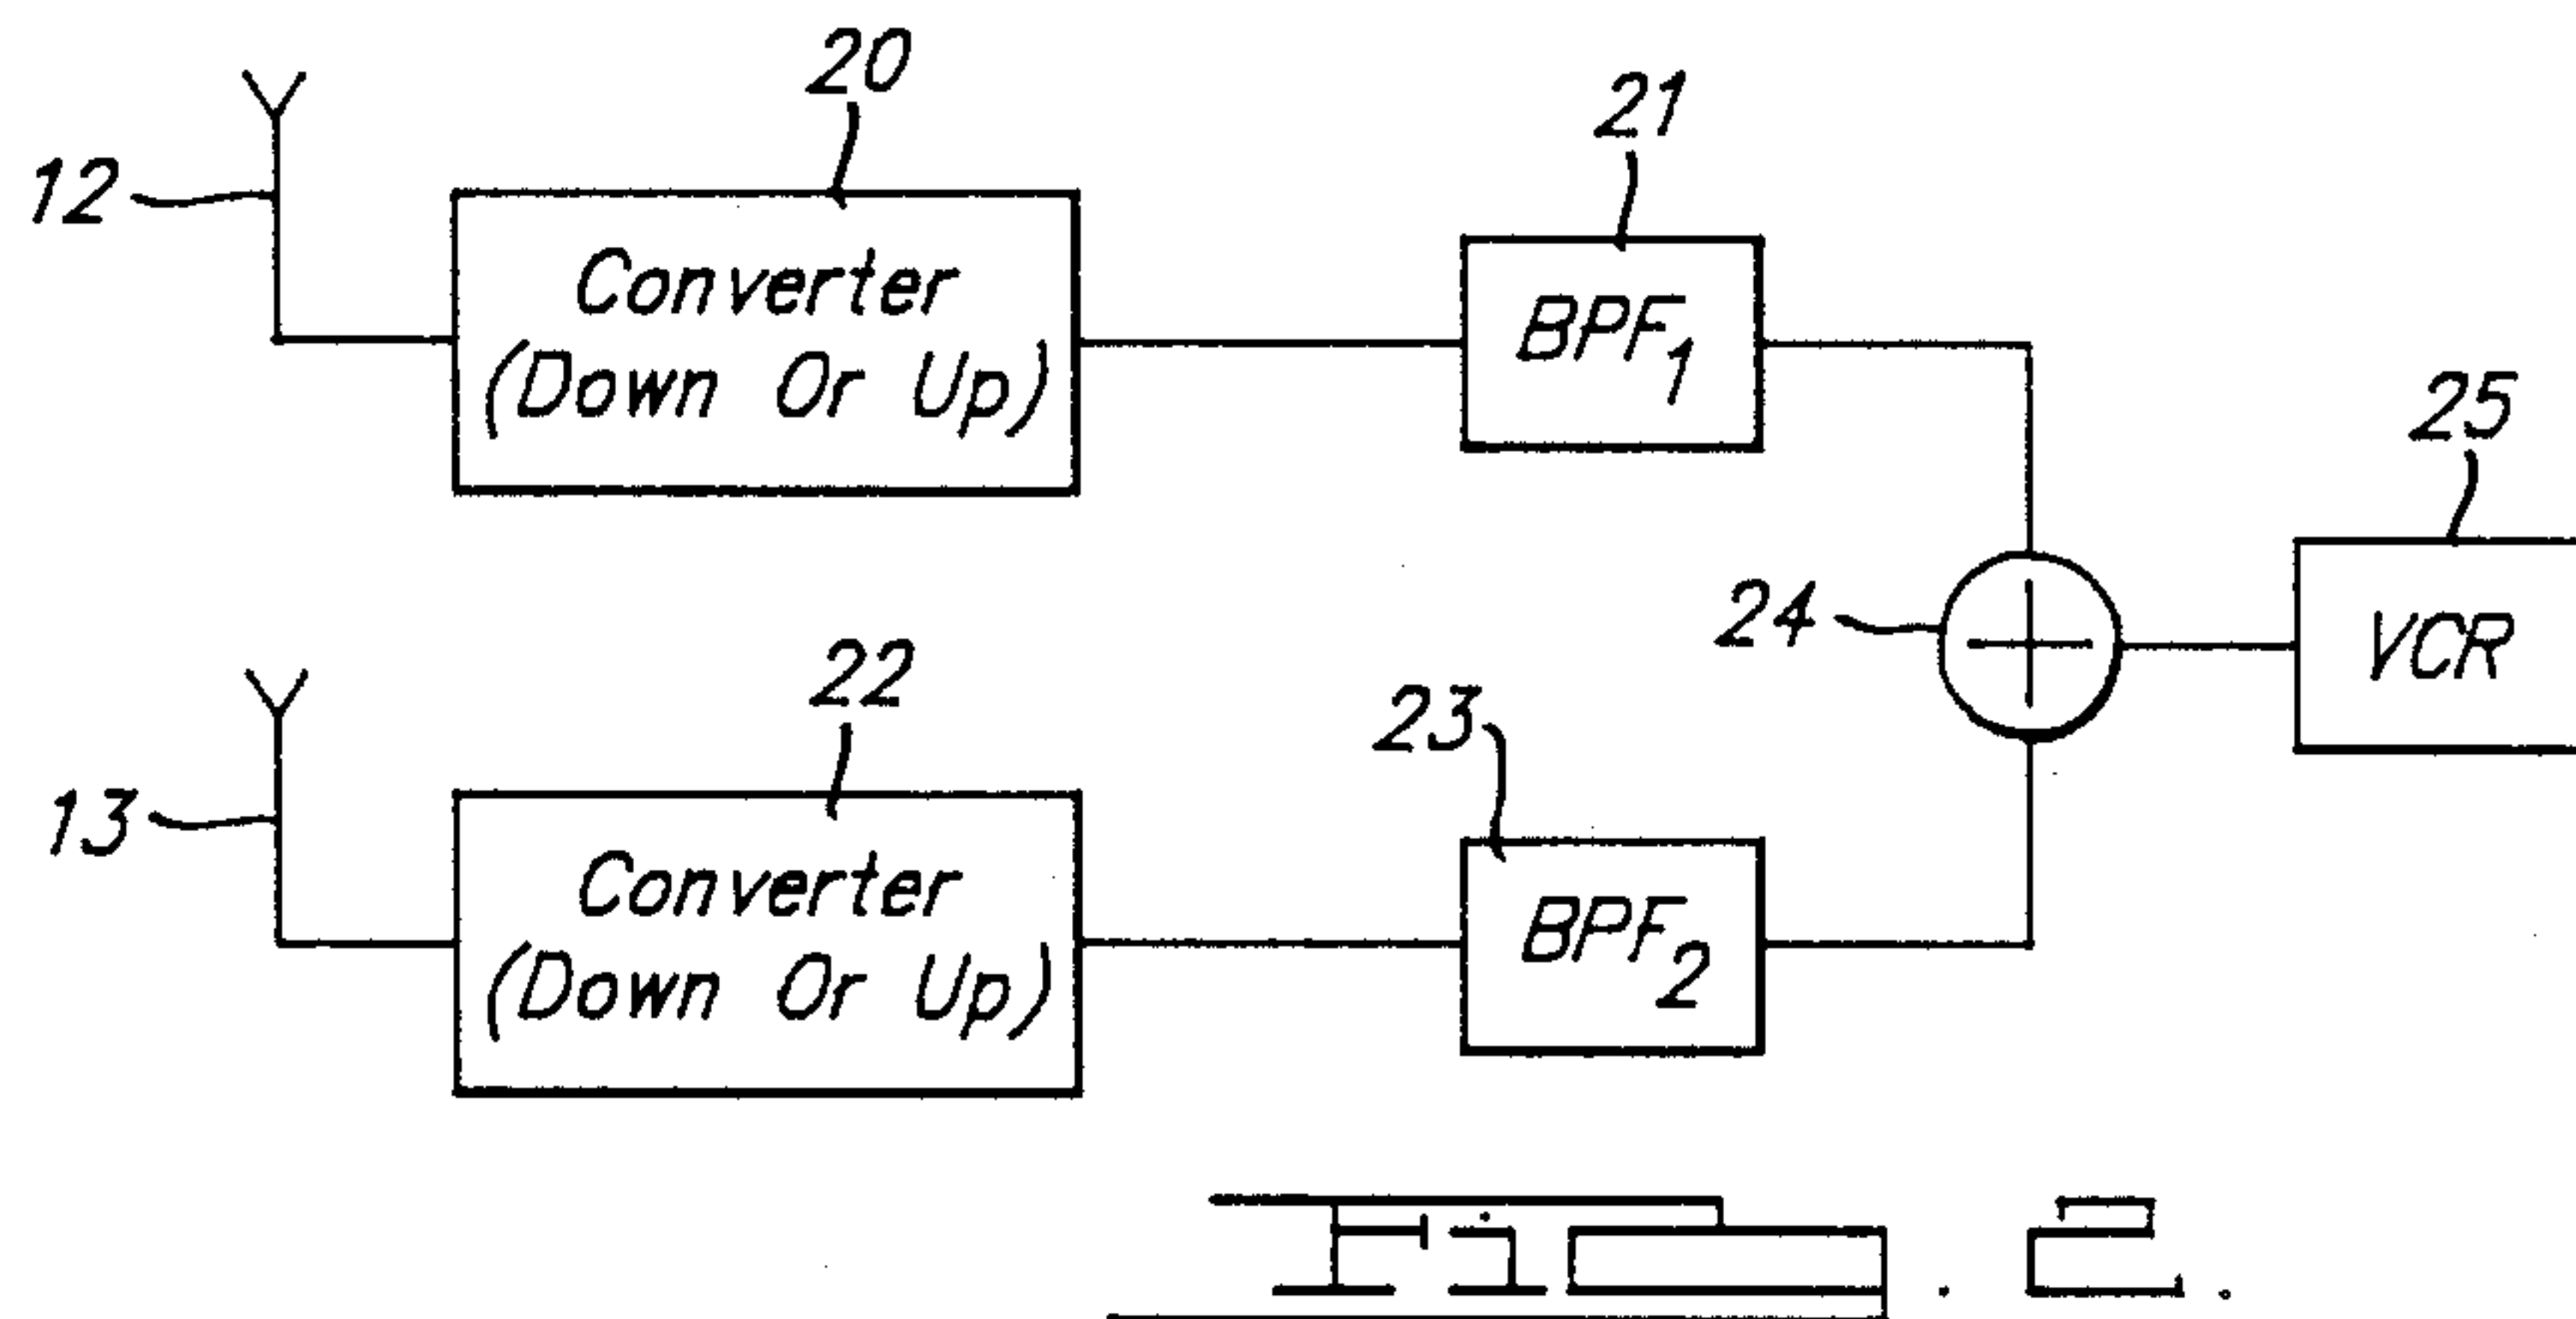 20
12
Converter
(Down Or Up)
21
BPF1
25
VCR
24
22
13
Converter
(Down Or Up)
23
BPF2
Fig. 2.